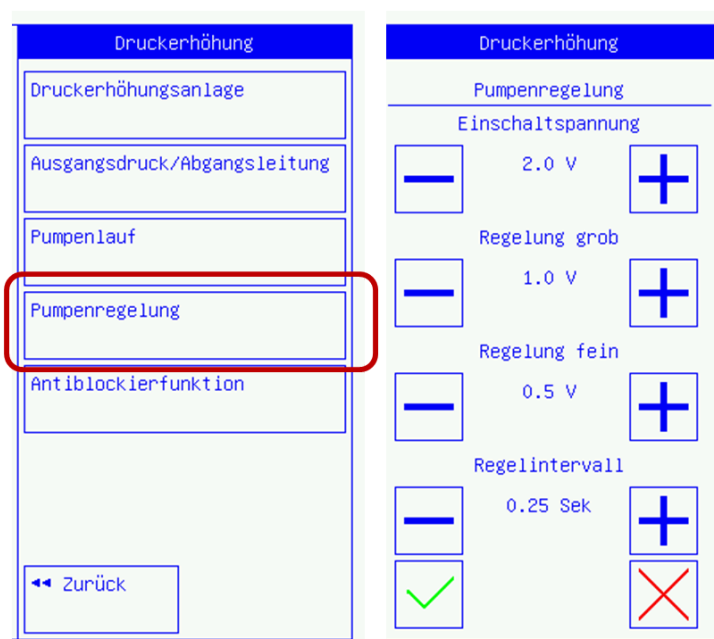 Druckerhöhung
Druckerhöhungsanlage
Ausgangsdruck/Abgangsleitung
Pumpenlauf
Pumpenregelung
Antiblockierfunktion
◄◄ Zurück
Druckerhöhung
Pumpenregelung
Einschaltspannung
2.0 V
Regelung grob
1.0 V
Regelung fein
0.5 V
Regelintervall
0.25 Sek